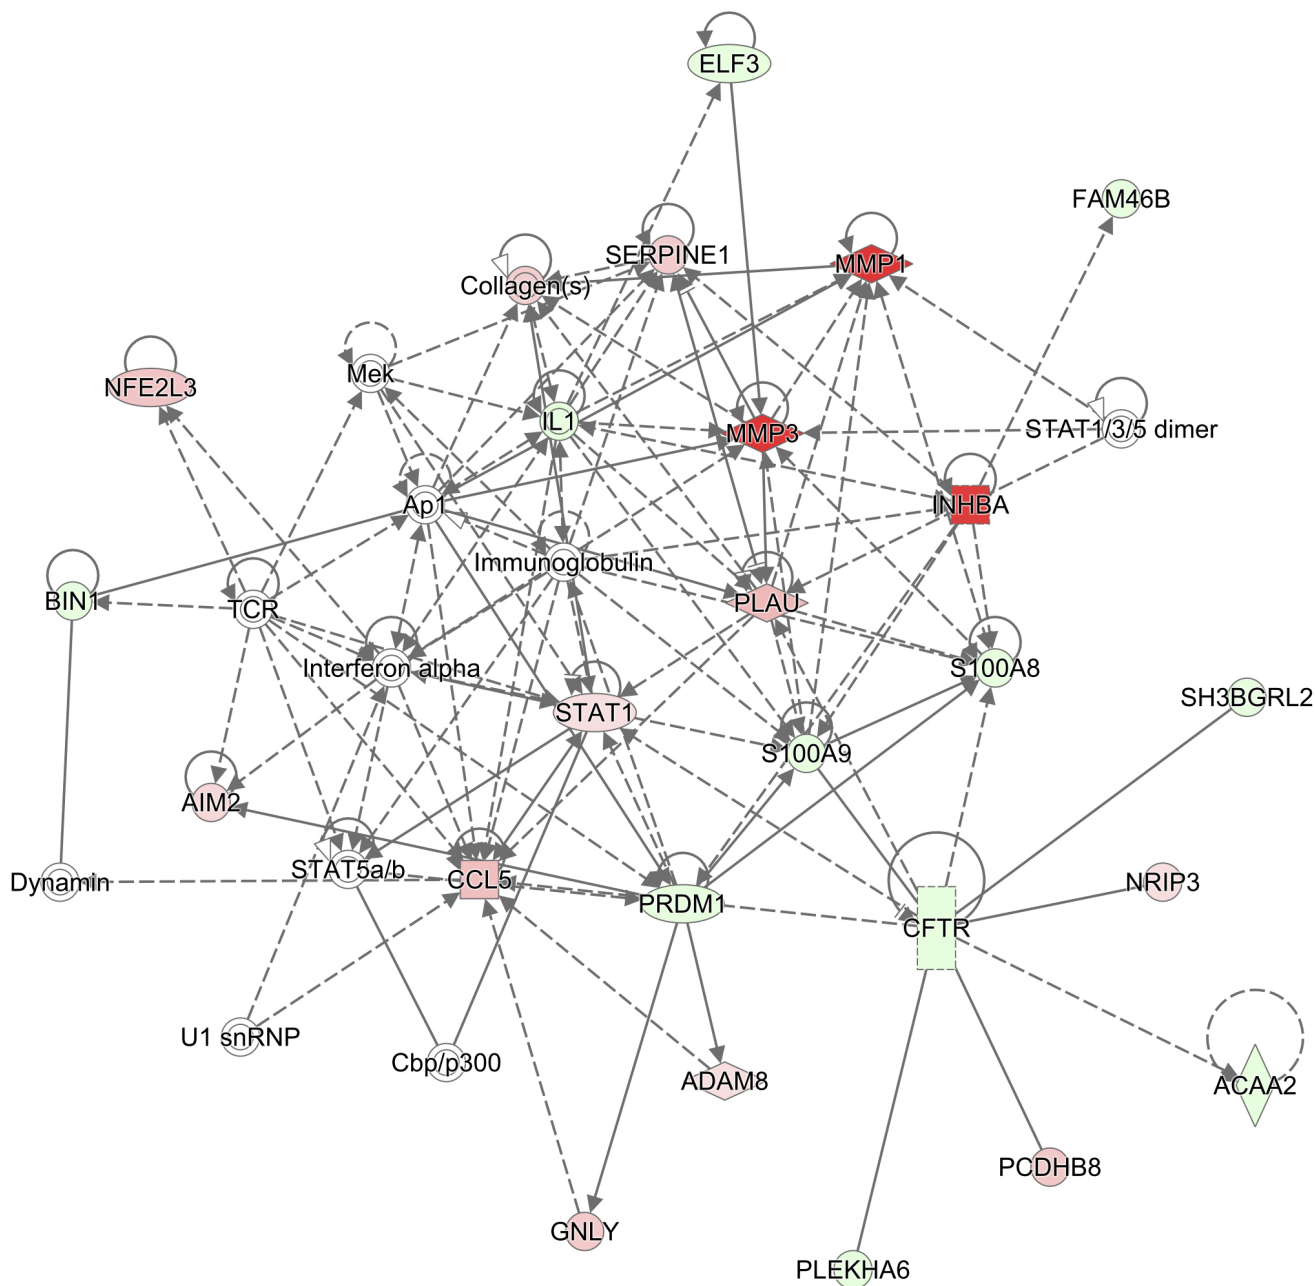 ELF3
FAM46B
SERPINE1
MMP1
Collagen(s)
Mek
NFE2L3
IL1
MMP3
STAT1/3/5 dimer
Ap1
INHBA
Immunoglobulin
BIN1
TCR
PLAU
Interferon alpha
S100A8
SH3BGRL2
STAT1
S100A9
AIM2
STAT5a/b
CCL5
Dynamin
NRIP3
PRDM1
CFTR
U1 snRNP
Cbp/p300
ADAM8
ACAA2
PCDHB8
GNLY
PLEKHA6